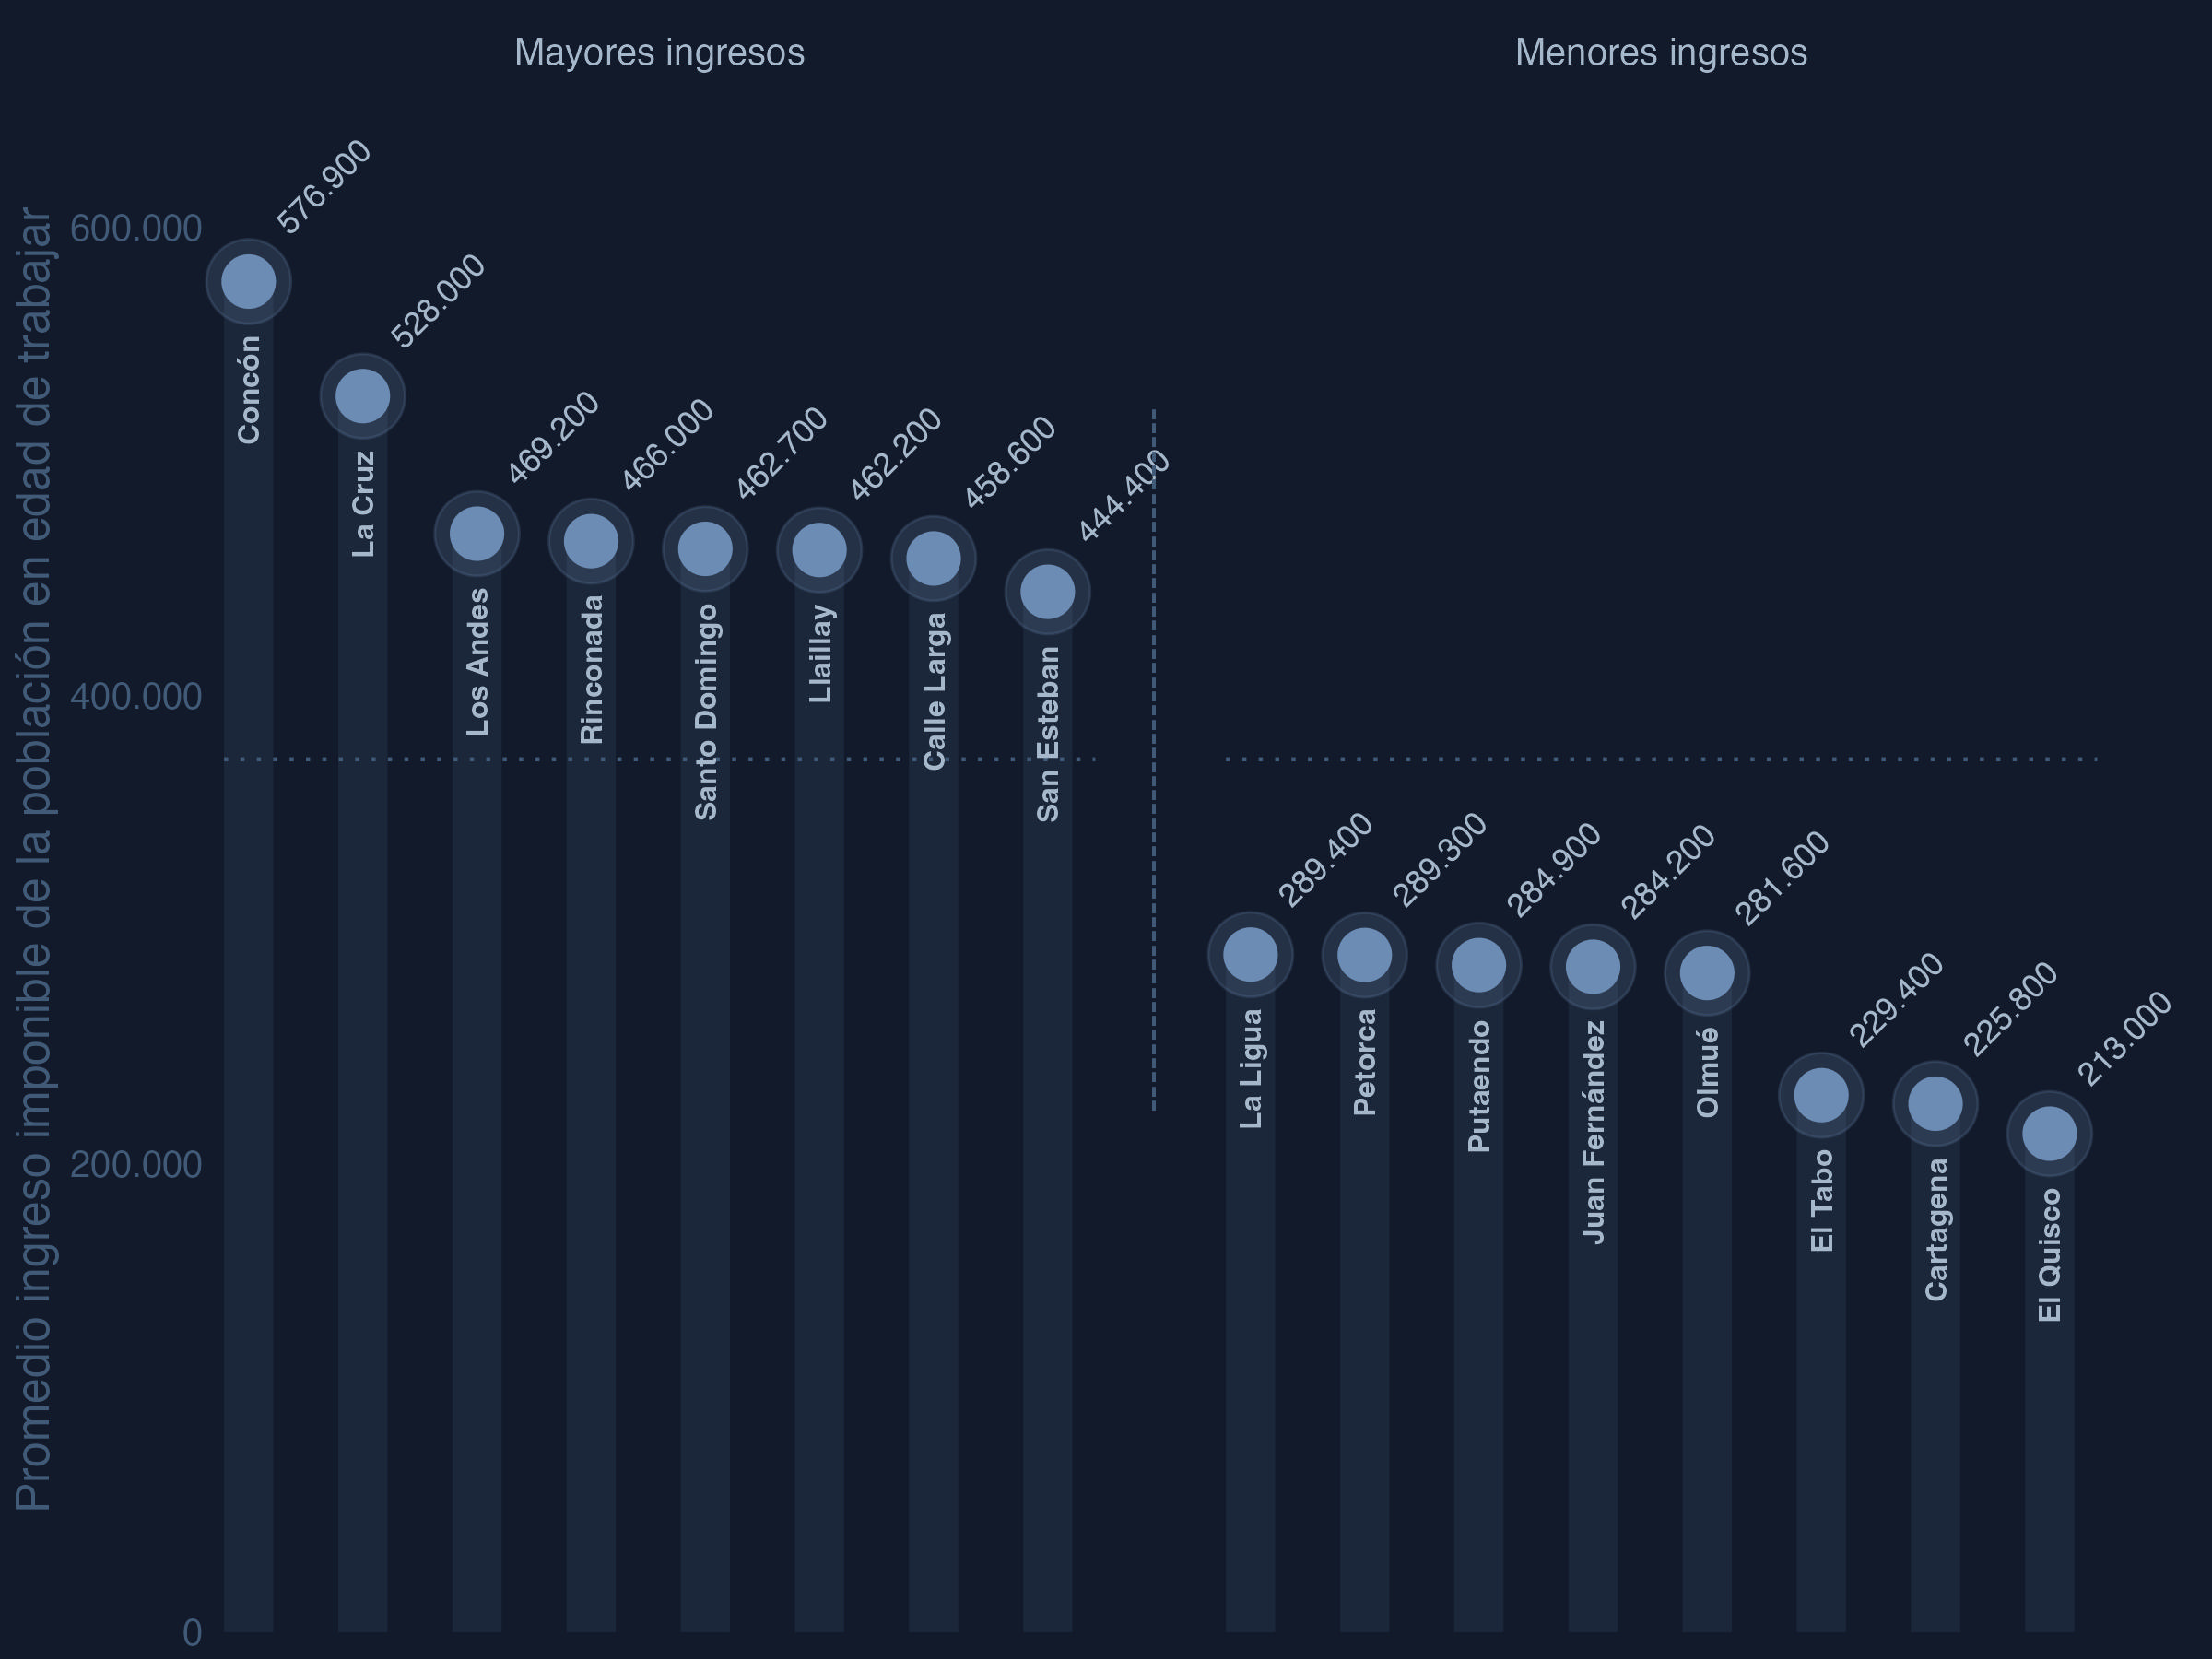 Mayores ingresos
Menores ingresos
Promedio ingreso imponible de la población en edad de trabajar
600.000
400.000
200.000
0
576.900
Concón
528.000
La Cruz
469.200
Los Andes
466.000
Rinconada
462.700
Santo Domingo
462.200
Llaillay
458.600
Calle Larga
444.400
San Esteban
289.400
La Ligua
289.300
Petorca
284.900
Putaendo
284.200
Juan Fernández
281.600
Olmué
229.400
El Tabo
225.800
Cartagena
213.000
El Quisco